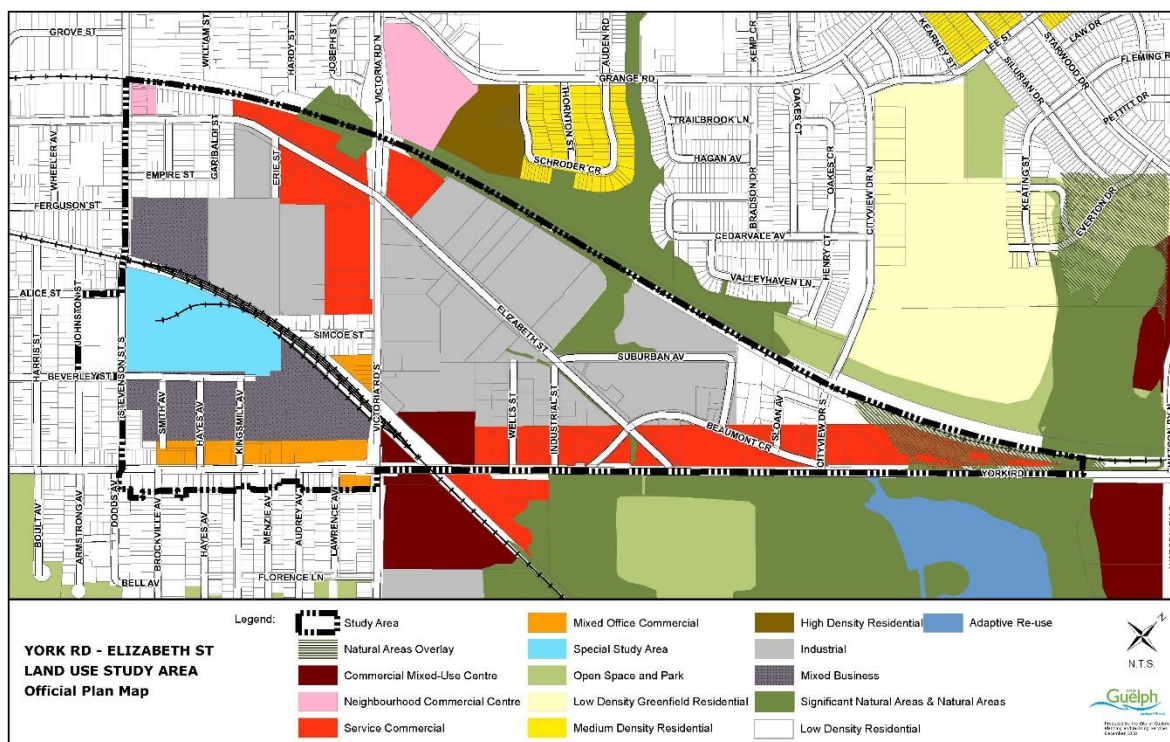 GROVE ST
WILLIAM ST
HARDY ST
JOSEPH ST
VICTORIA RD N
AUDEN RD
GRANGE RD
KEMP CR
KEARNEY ST
LEE ST
LAW DR
STARWOOD DR
FLEMING R
SILURIAN DR
PETTITT DR
WHEELER AV
GARIBALDI ST
ERIE ST
EMPIRE ST
FERGUSON ST
THORNTON ST
SCHRODER CR
TRAILBROOK LN
HAGAN AV
BRADSON DR
OAKES CT
OAKES CR
CITYVIEW DR N
KEATING ST
EVERTON DR
CEDARVALE AV
HENRY CT
VALLEYHAVEN LN
ALICE ST
JOHNSTON ST
HARRIS ST
STEVENSON ST S
SIMCOE ST
ELIZABETH ST
SUBURBAN AV
BEVERLEY ST
SMITH AV
HAYES AV
KINGSMILL AV
VICTORIA RD S
WELLS ST
INDUSTRIAL ST
BEAUMONT CR
SLOAN AV
CITYVIEW DR S
YORK RD
BOULT AV
ARMSTRONG AV
DODDS AV
BROCKVILLE AV
HAYES AV
MENZIE AV
AUDREY AV
LAWRENCE AV
BELL AV
FLORENCE LN
YORK RD - ELIZABETH ST
LAND USE STUDY AREA
Official Plan Map
Legend:
Study Area
Natural Areas Overlay
Commercial Mixed-Use Centre
Neighbourhood Commercial Centre
Service Commercial
Mixed Office Commercial
Special Study Area
Open Space and Park
Low Density Greenfield Residential
Medium Density Residential
High Density Residential
Industrial
Mixed Business
Significant Natural Areas & Natural Areas
Low Density Residential
Adaptive Re-use
Z
N.T.S.
Guelph